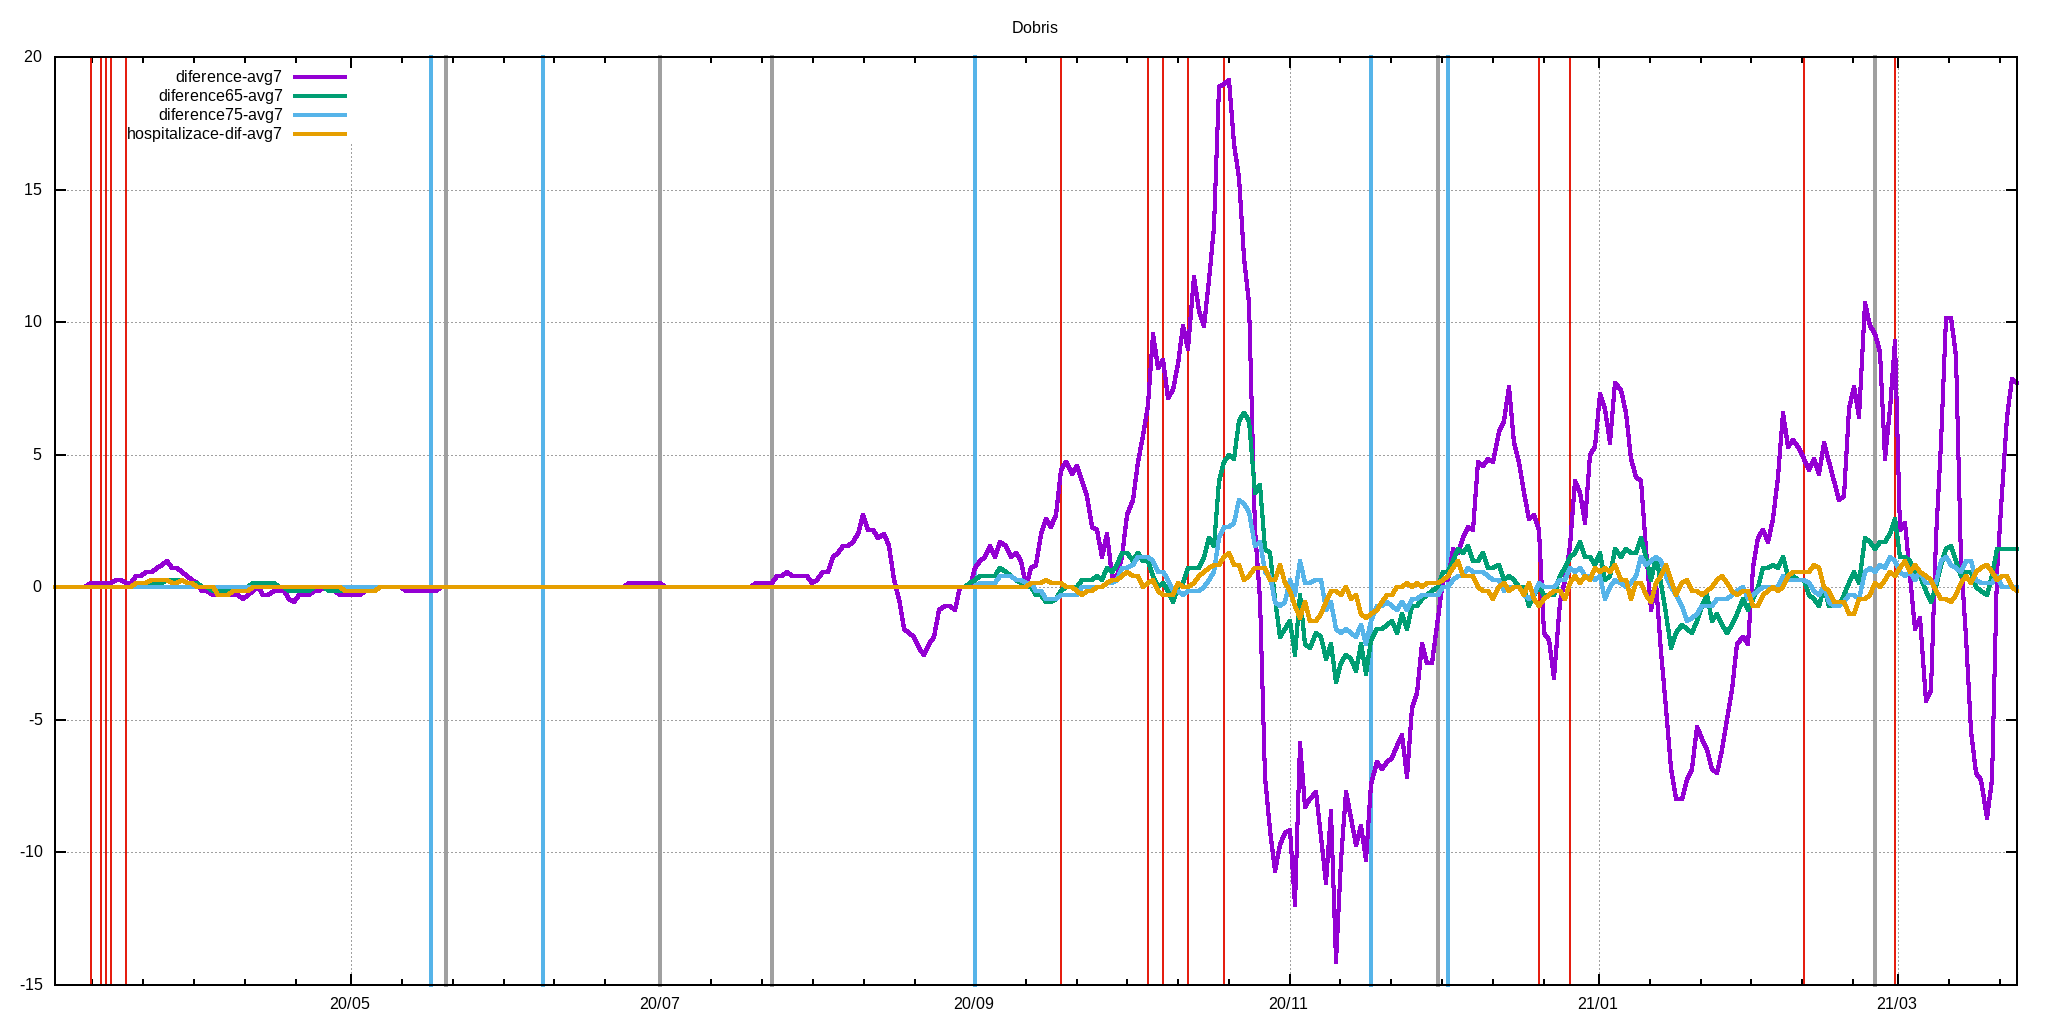 Dobris
20
diference-avg7
diference65-avg7
diference75-avg7
hospitalizace-dif-avg7
15
10
5
0
-5
-10
-15
20/05 20/07 20/09 20/11 21/01 21/03